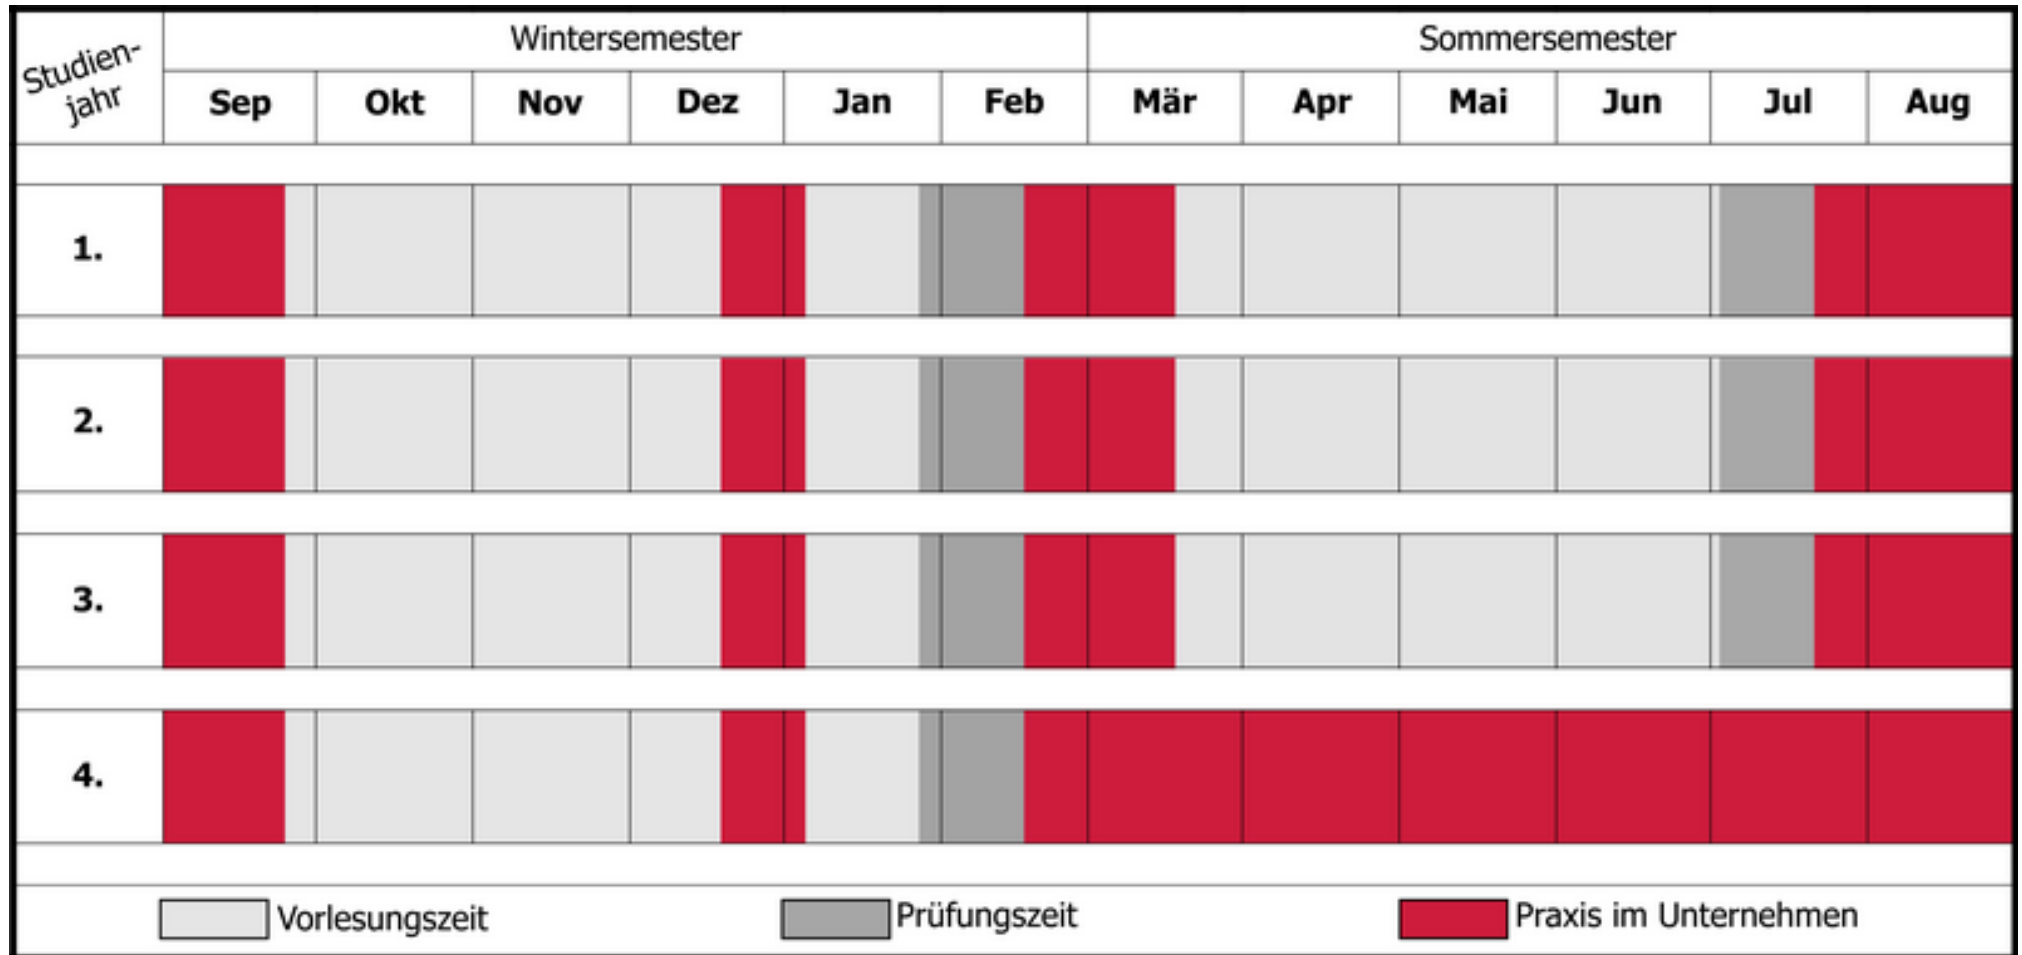 Studien-
jahr
Wintersemester
Sommersemester
Sep Okt Nov Dez Jan Feb Mär Apr Mai Jun Jul Aug
1.
2.
3.
4.
Vorlesungszeit Prüfungszeit Praxis im Unternehmen